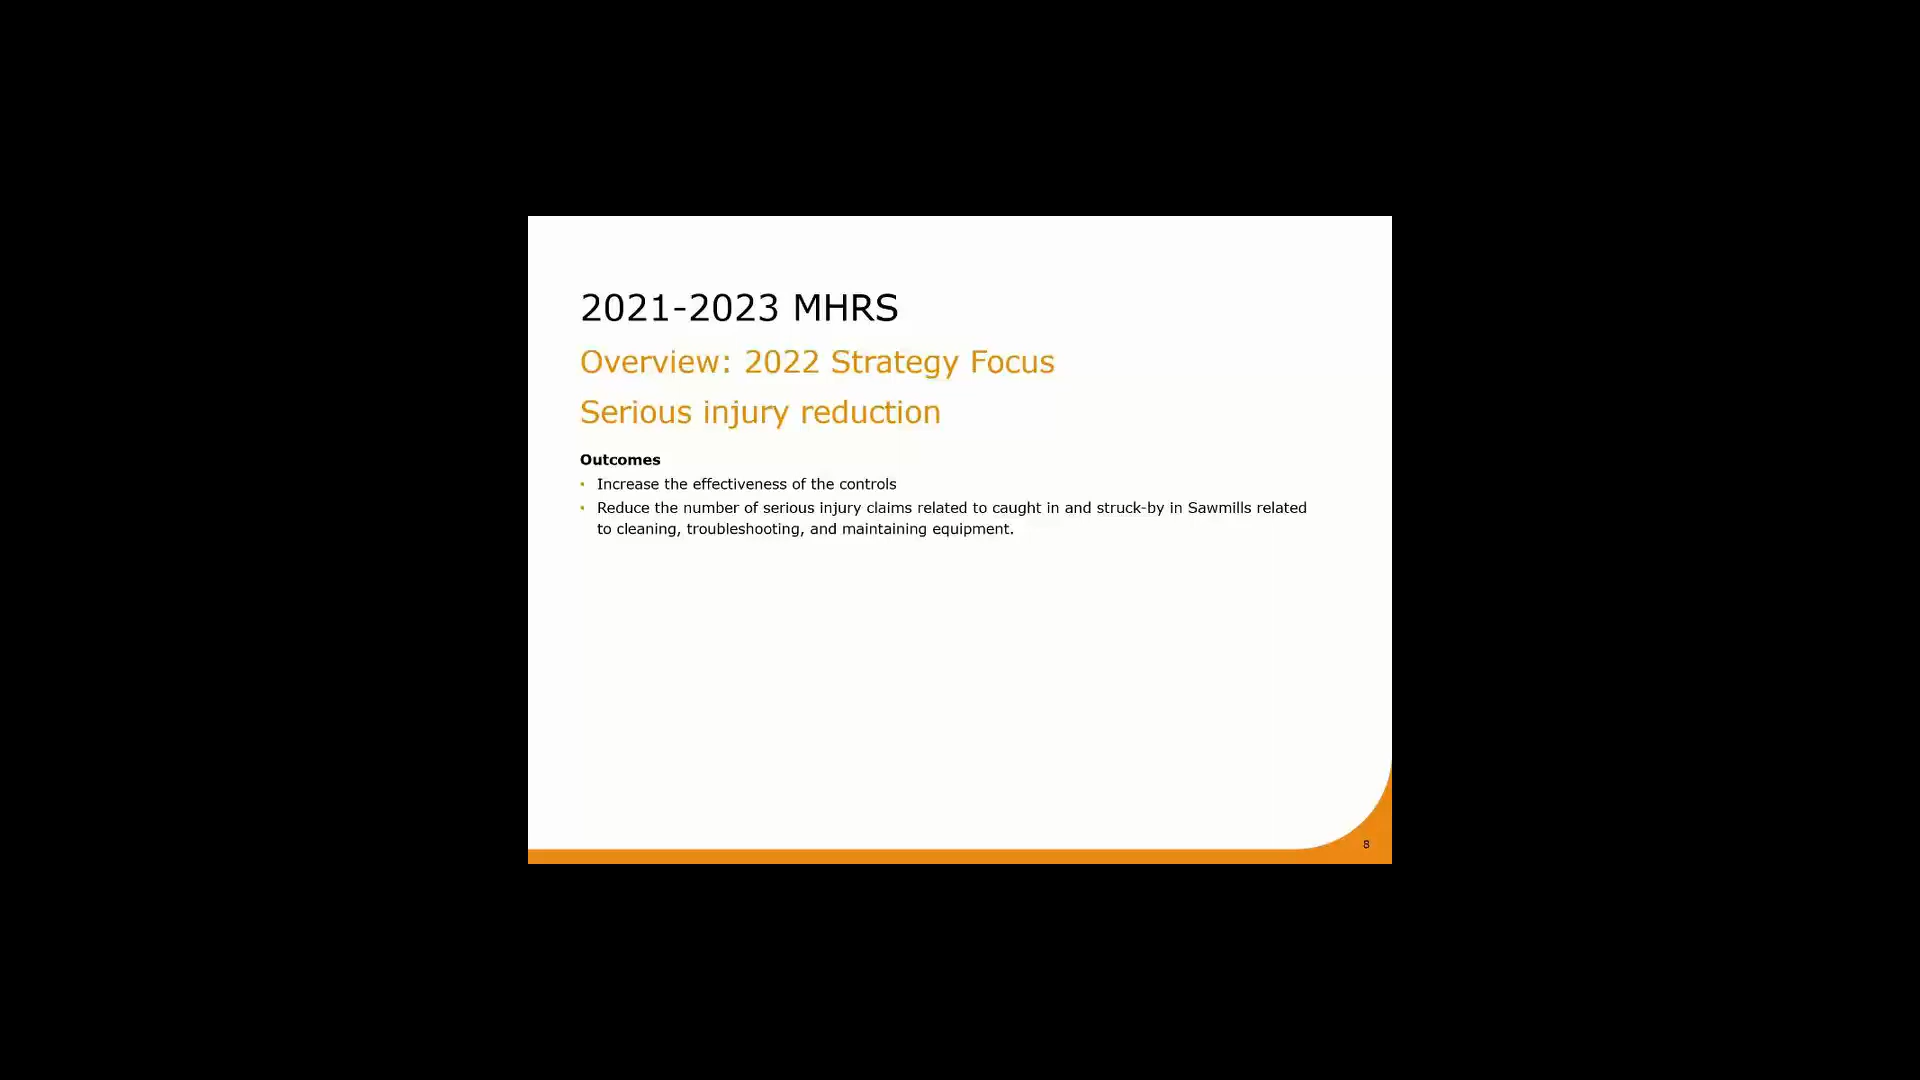 2021-2023 MHRS
Overview: 2022 Strategy Focus
Serious injury reduction
Outcomes
• Increase the effectiveness of the controls
• Reduce the number of serious injury claims related to caught in and struck-by in Sawmills related
to cleaning, troubleshooting, and maintaining equipment.
8